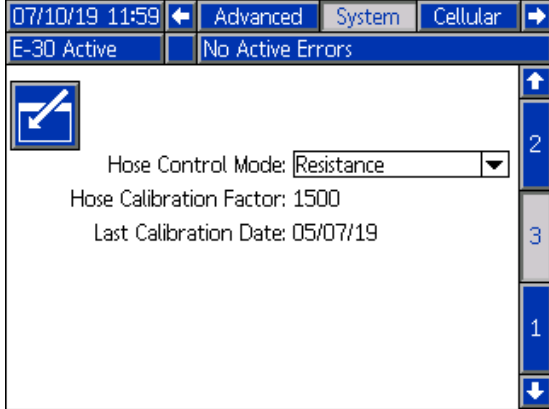 07/10/19 11:59 Advanced System Cellular
E-30 Active No Active Errors
2
Hose Control Mode: Resistance
Hose Calibration Factor: 1500
Last Calibration Date: 05/07/19
3
1